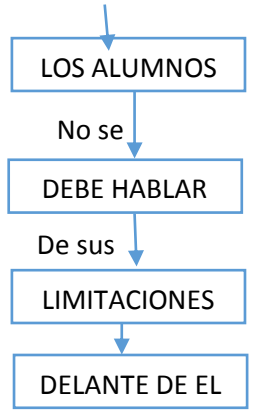 LOS ALUMNOS
No se
DEBE HABLAR
De sus
LIMITACIONES
DELANTE DE EL